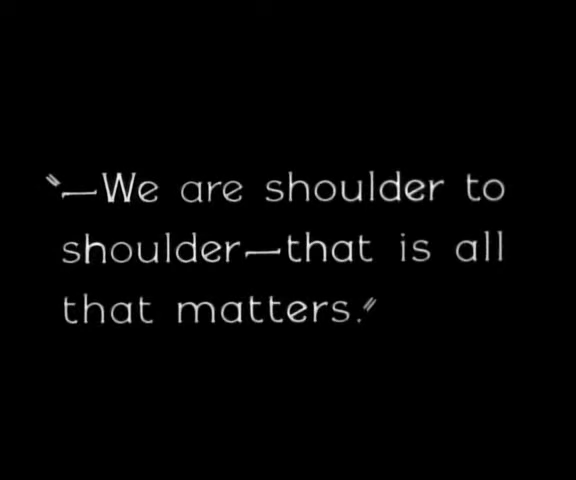 "—We are shoulder to
shoulder—that is all
that matters."